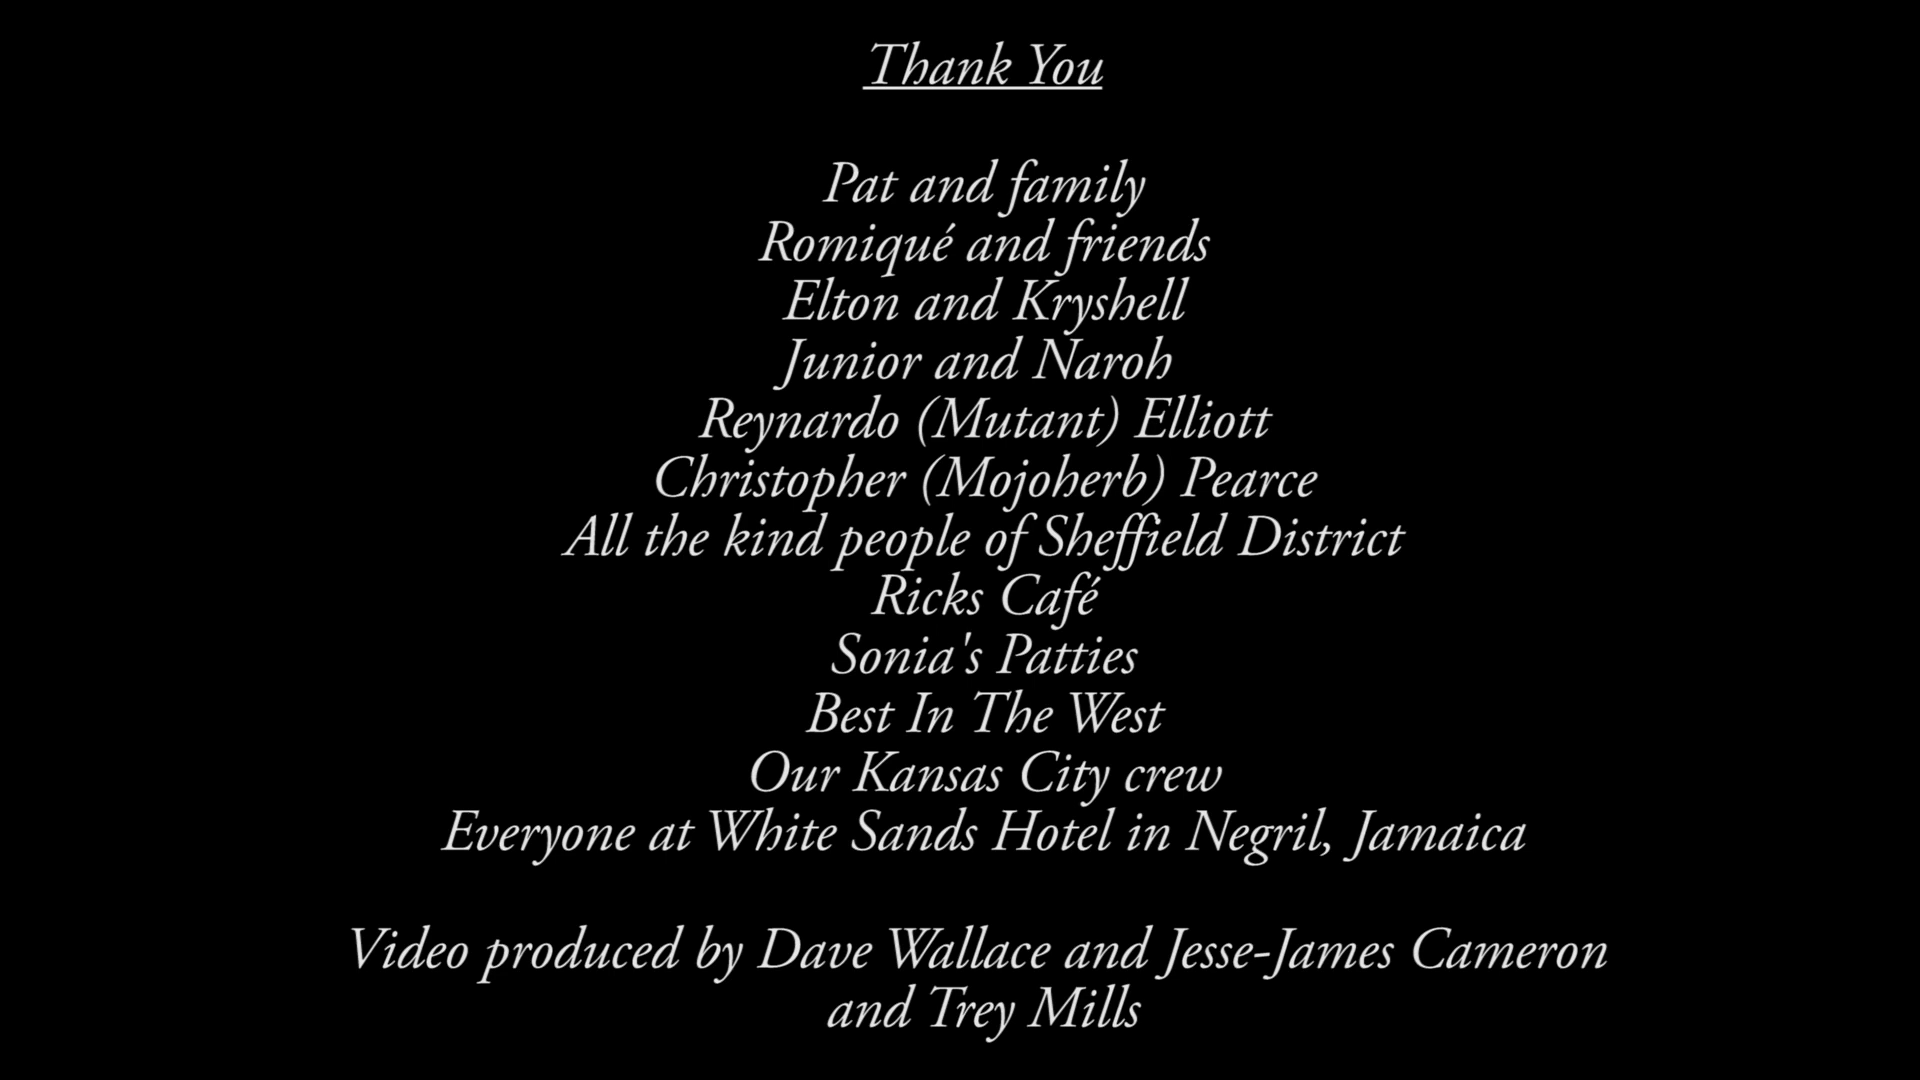 Thank You
Pat and family
Romiqué and friends
Elton and Kryshell
Junior and Naroh
Reynardo (Mutant) Elliott
Christopher (Mojoherb) Pearce
All the kind people of Sheffield District
Ricks Café
Sonia's Patties
Best In The West
Our Kansas City crew
Everyone at White Sands Hotel in Negril, Jamaica
Video produced by Dave Wallace and Jesse-James Cameron
and Trey Mills